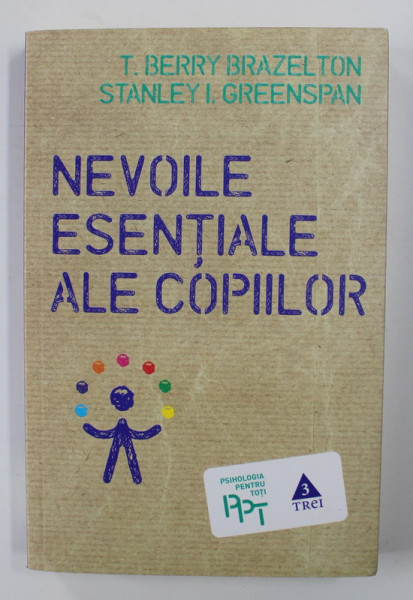 T. BERRY BRAZELTON
STANLEY I. GREENSPAN
NEVOILE
ESENȚIALE
ALE COPIILOR
PSIHOLOGIA
PENTRU
TOȚI
PPT
3
TREI